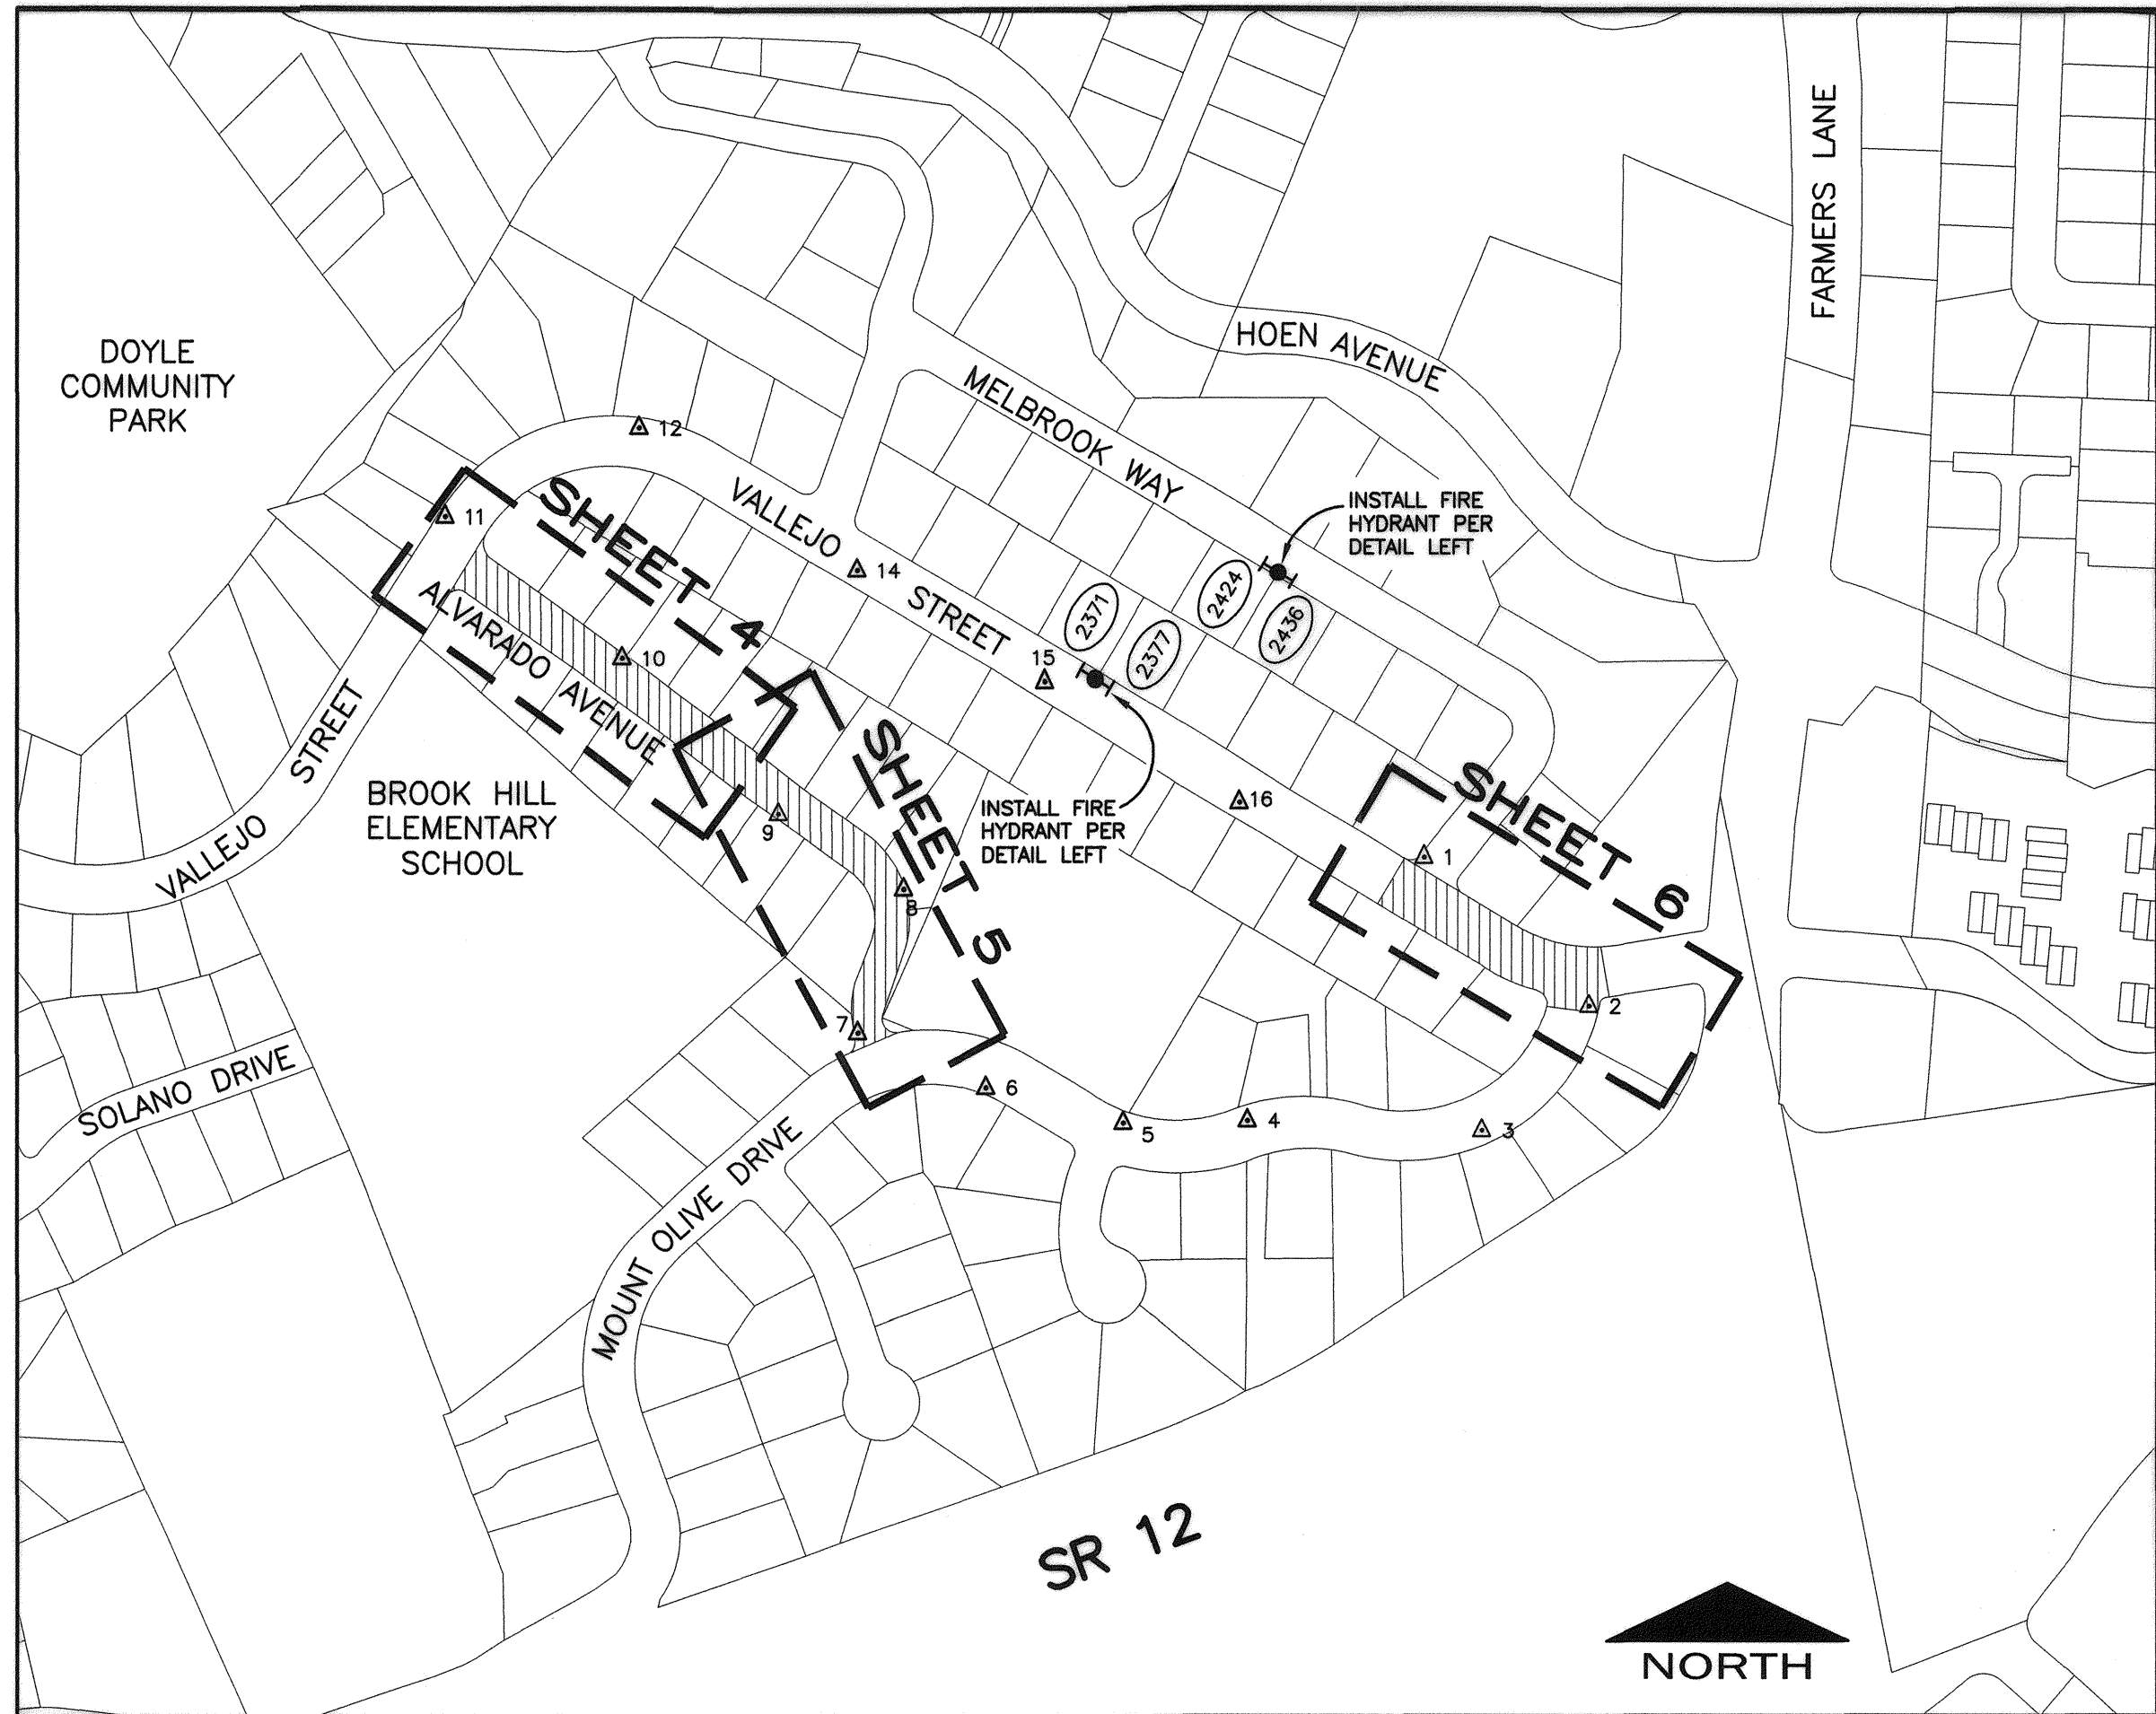 FARMERS LANE
HOEN AVENUE
DOYLE
COMMUNITY
PARK
MELBROOK WAY
12
11
SHEET 4
VALLEJO STREET
14
INSTALL FIRE
HYDRANT PER
DETAIL LEFT
2371
2377
2424
2436
15
ALVARADO AVENUE
10
VALLEJO STREET
BROOK HILL
ELEMENTARY
SCHOOL
9
SHEET 5
8
INSTALL FIRE
HYDRANT PER
DETAIL LEFT
16
1
SHEET 6
2
7
6
5
4
3
SOLANO DRIVE
MOUNT OLIVE DRIVE
SR 12
NORTH